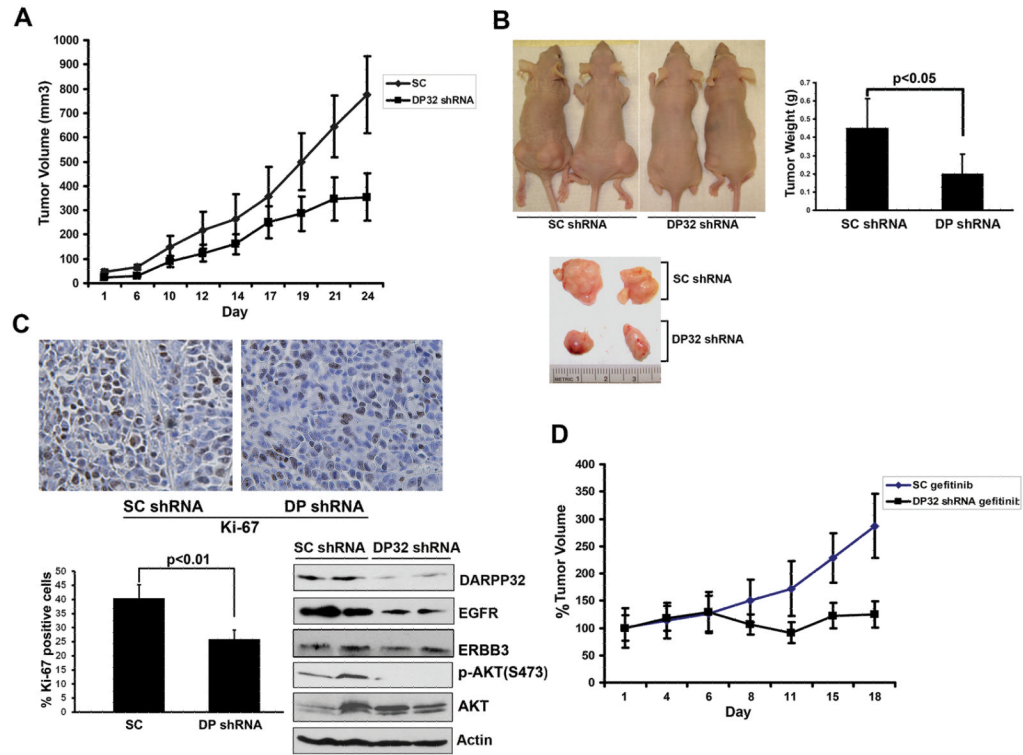 A
1000
900
800
700
600
500
400
300
200
100
0
Tumor Volume (mm3)
SC
DP32 shRNA
1 6 10 12 14 17 19 21 24
Day
B
SC shRNA DP32 shRNA
p<0.05
0.7
0.6
0.5
0.4
0.3
0.2
0.1
0
Tumor Weight (g)
SC shRNA DP shRNA
SC shRNA
DP32 shRNA
METRIC 1 2 3
C
SC shRNA DP shRNA
Ki-67
p<0.01
50
45
40
35
30
25
20
15
10
5
0
% Ki-67 positive cells
SC DP shRNA
SC shRNA DP32 shRNA
DARPP32
EGFR
ERBB3
p-AKT(S473)
AKT
Actin
D
400
350
300
250
200
150
100
50
0
% Tumor Volume
SC gefitinib
DP32 shRNA gefitinib
1 4 6 8 11 15 18
Day